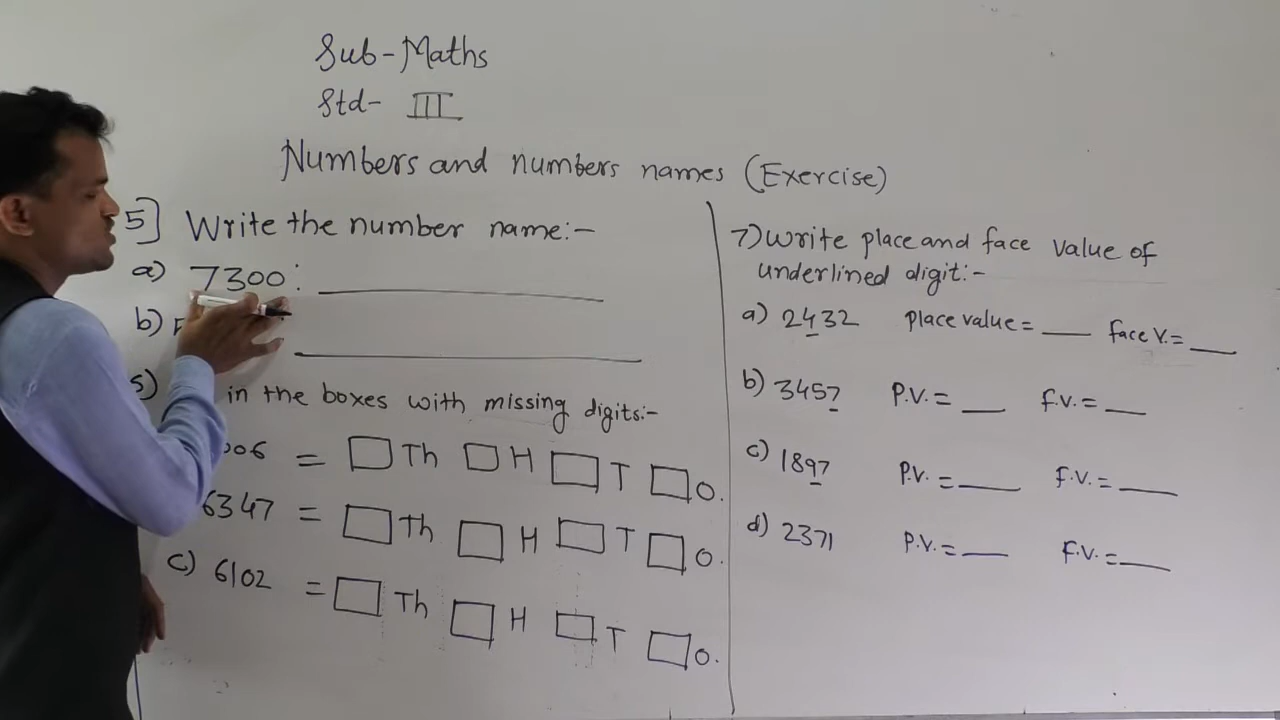 Sub-Maths
Std- III
Numbers and numbers names (Exercise)
5] Write the number name:-
a) 7300:
b)
5) in the boxes with missing digits:-
006 = Th H T O.
6347 = Th H T O.
c) 6102 = Th H T O.
7) Write place and face value of
underlined digit:-
a) 2432 place value = face v. =
b) 3457 P.V. = f.v. =
c) 1897 P.V. = F.V. =
d) 2371 P.V. = F.V. =